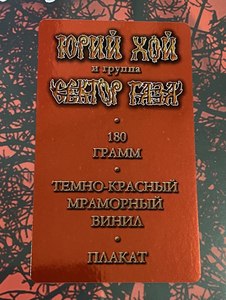 ЮРИЙ ХОЙ
и группа
СЕКТОР ГАЗА
•
180
ГРАММ
•
ТЕМНО-КРАСНЫЙ
МРАМОРНЫЙ
ВИНИЛ
•
ПЛАКАТ